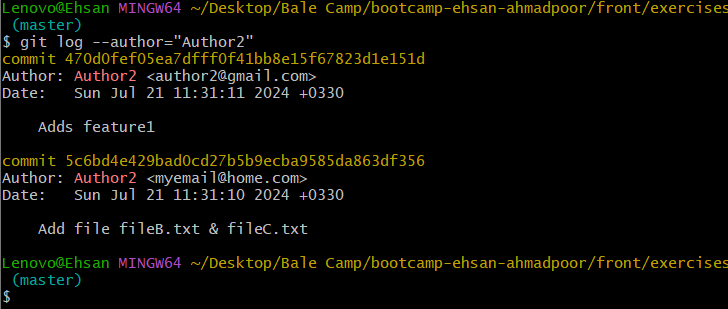 Lenovo@Ehsan MINGW64 ~/Desktop/Bale Camp/bootcamp-ehsan-ahmadpoor/front/exercises
(master)
$ git log --author="Author2"
commit 470d0fef05ea7dfff0f41bb8e15f67823d1e151d
Author: Author2 <author2@gmail.com>
Date:   Sun Jul 21 11:31:11 2024 +0330
    Adds feature1
commit 5c6bd4e429bad0cd27b5b9ecba9585da863df356
Author: Author2 <myemail@home.com>
Date:   Sun Jul 21 11:31:10 2024 +0330
    Add file fileB.txt & fileC.txt
Lenovo@Ehsan MINGW64 ~/Desktop/Bale Camp/bootcamp-ehsan-ahmadpoor/front/exercises
(master)
$